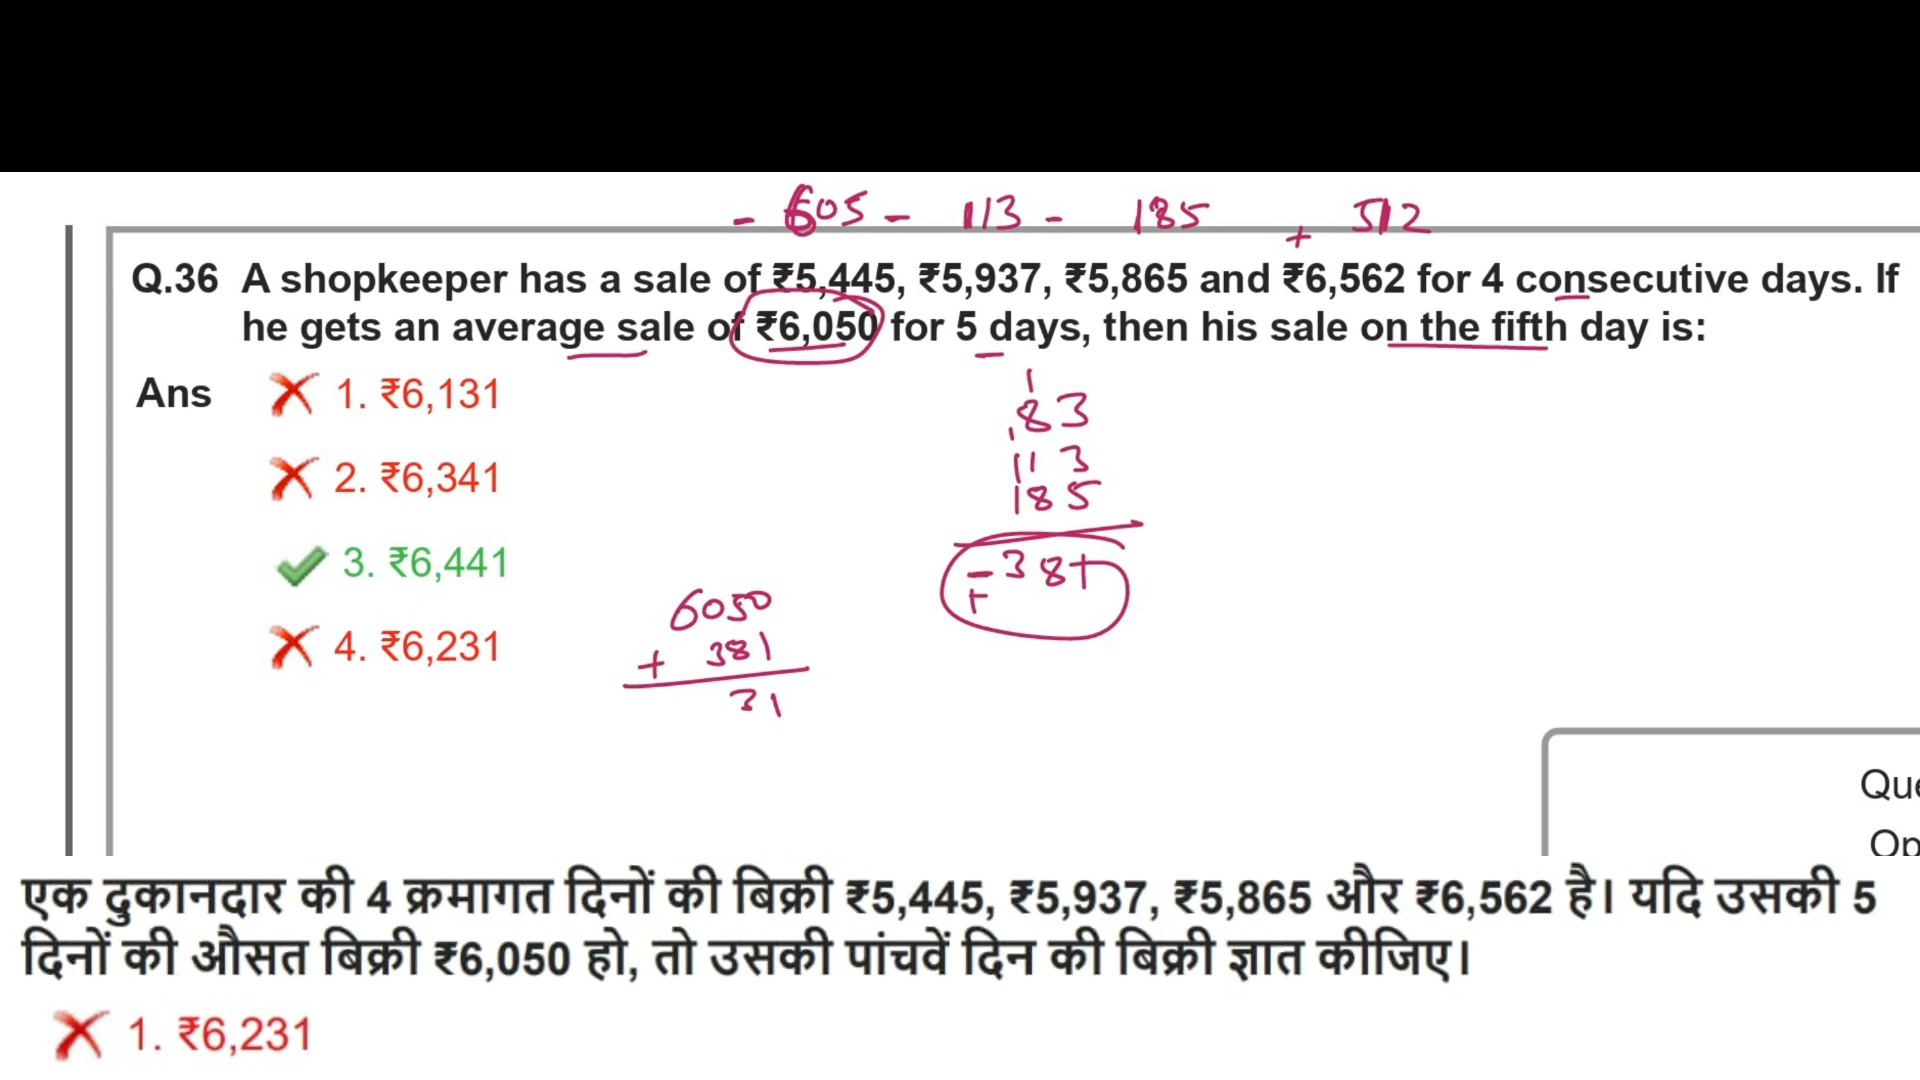 - 605 - 113 - 185 + 512
Q.36 A shopkeeper has a sale of ₹5,445, ₹5,937, ₹5,865 and ₹6,562 for 4 consecutive days. If
he gets an average sale of ₹6,050 for 5 days, then his sale on the fifth day is:
Ans 1. ₹6,131
2. ₹6,341
3. ₹6,441
4. ₹6,231
1
83
113
185
-381
+
6050
+ 381
31
Que
Op
एक दुकानदार की 4 क्रमागत दिनों की बिक्री ₹5,445, ₹5,937, ₹5,865 और ₹6,562 है। यदि उसकी 5
दिनों की औसत बिक्री ₹6,050 हो, तो उसकी पांचवें दिन की बिक्री ज्ञात कीजिए।
1. ₹6,231